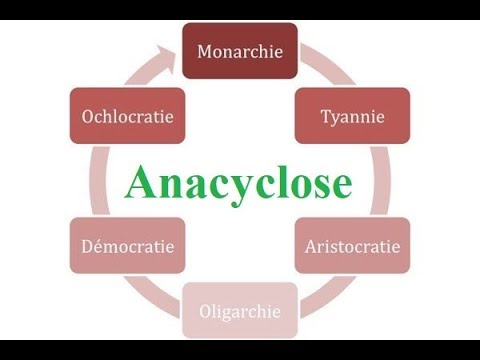 Monarchie
Ochlocratie
Tyannie
Anacyclose
Démocratie
Aristocratie
Oligarchie